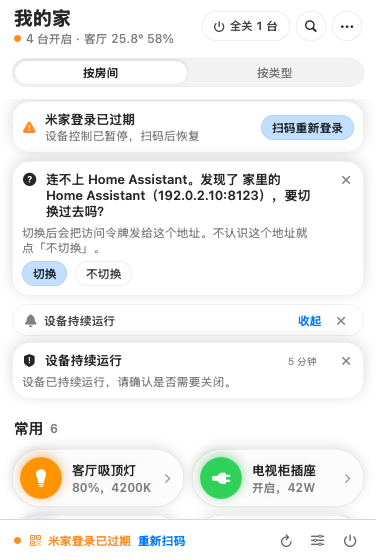 我的家
4 台开启 · 客厅 25.8° 58%
全关 1 台
按房间
按类型
米家登录已过期
设备控制已暂停，扫码后恢复
扫码重新登录
连不上 Home Assistant。发现了 家里的
Home Assistant（192.0.2.10:8123），要切
换过去吗？
切换后会把访问令牌发给这个地址。不认识这个地址就
点「不切换」。
切换
不切换
设备持续运行
收起
设备持续运行
5 分钟
设备已持续运行，请确认是否需要关闭。
常用 6
客厅吸顶灯
80%，4200K
电视柜插座
开启，42W
米家登录已过期 重新扫码